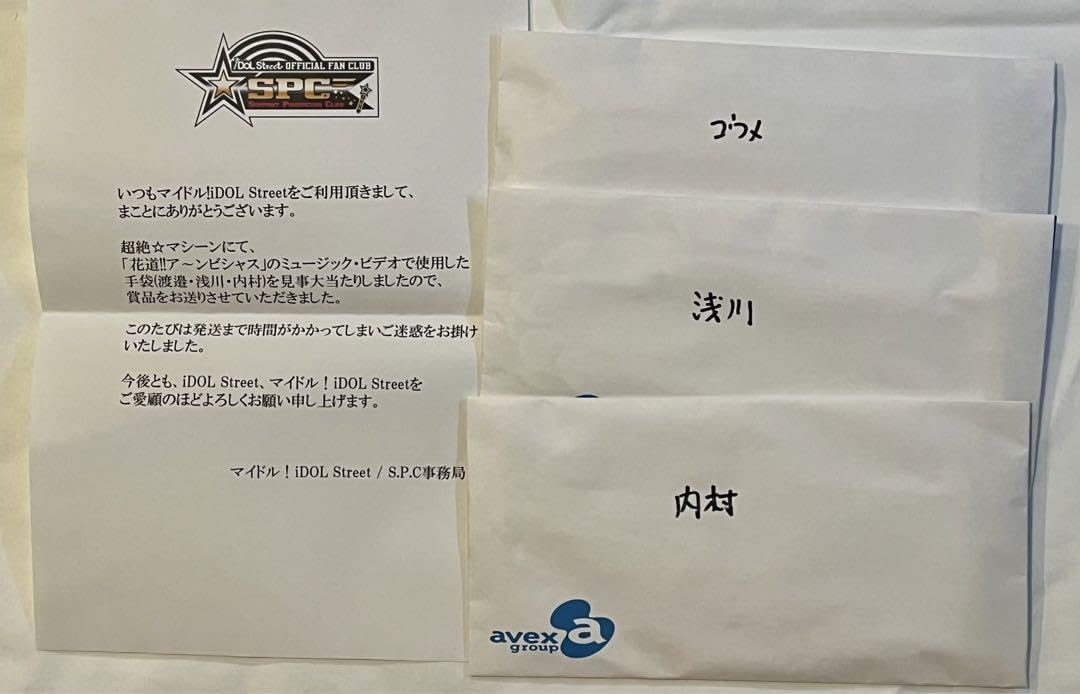 iDOL Street OFFICIAL FAN CLUB
SPC
SUPPORT PRODUCTION CLUB
いつもマイドル!iDOL Streetをご利用頂きまして、
まことにありがとうございます。
超絶☆マシーンにて、
「花道!!ア～ンビシャス」のミュージック・ビデオで使用した
手袋(渡邉・浅川・内村)を見事大当たりしましたので、
賞品をお送りさせていただきました。
このたびは発送まで時間がかかってしまいご迷惑をお掛け
いたしました。
今後とも、iDOL Street、マイドル！iDOL Streetを
ご愛顧のほどよろしくお願い申し上げます。
マイドル！iDOL Street / S.P.C事務局
コウメ
浅川
内村
avex
group
a